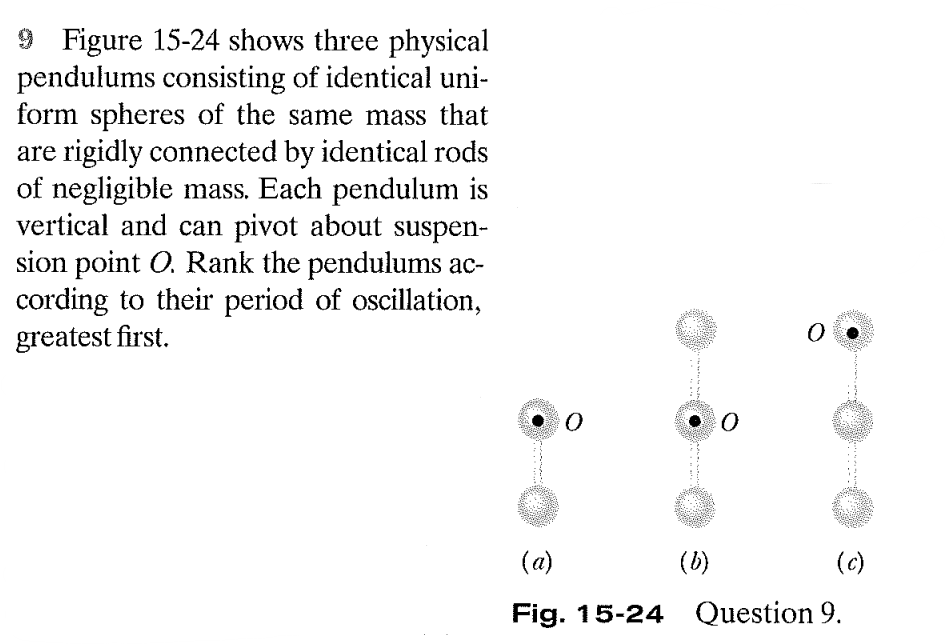 9 Figure 15-24 shows three physical
pendulums consisting of identical uni-
form spheres of the same mass that
are rigidly connected by identical rods
of negligible mass. Each pendulum is
vertical and can pivot about suspen-
sion point O. Rank the pendulums ac-
cording to their period of oscillation,
greatest first.
O
O
O
(a) (b) (c)
Fig. 15-24 Question 9.